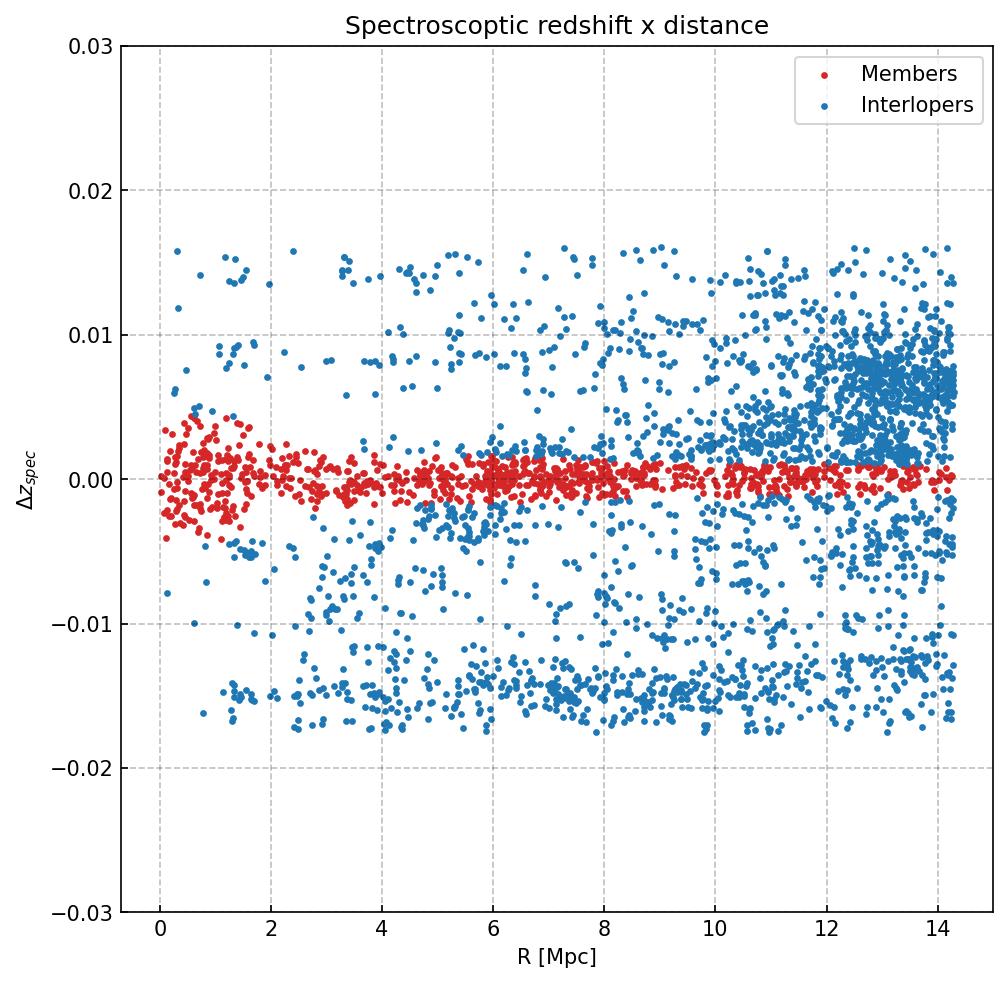 Spectroscoptic redshift x distance
Members
Interlopers
0.03
0.02
0.01
0.00
−0.01
−0.02
−0.03
Δz_spec
0 2 4 6 8 10 12 14
R [Mpc]